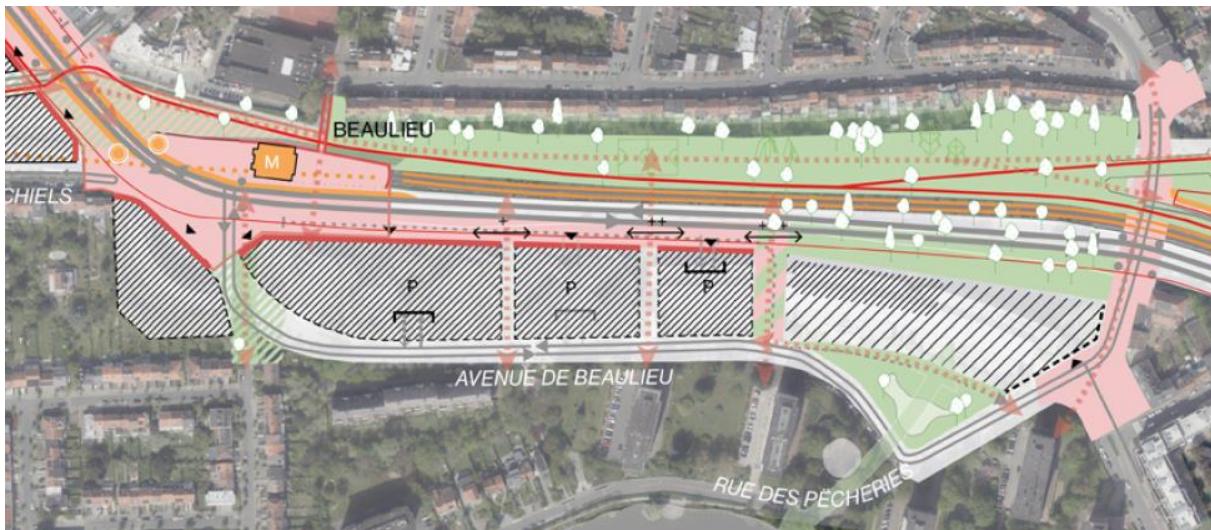 BEAULIEU
M
CHIELS
P
P
P
AVENUE DE BEAULIEU
RUE DES PÊCHERIES